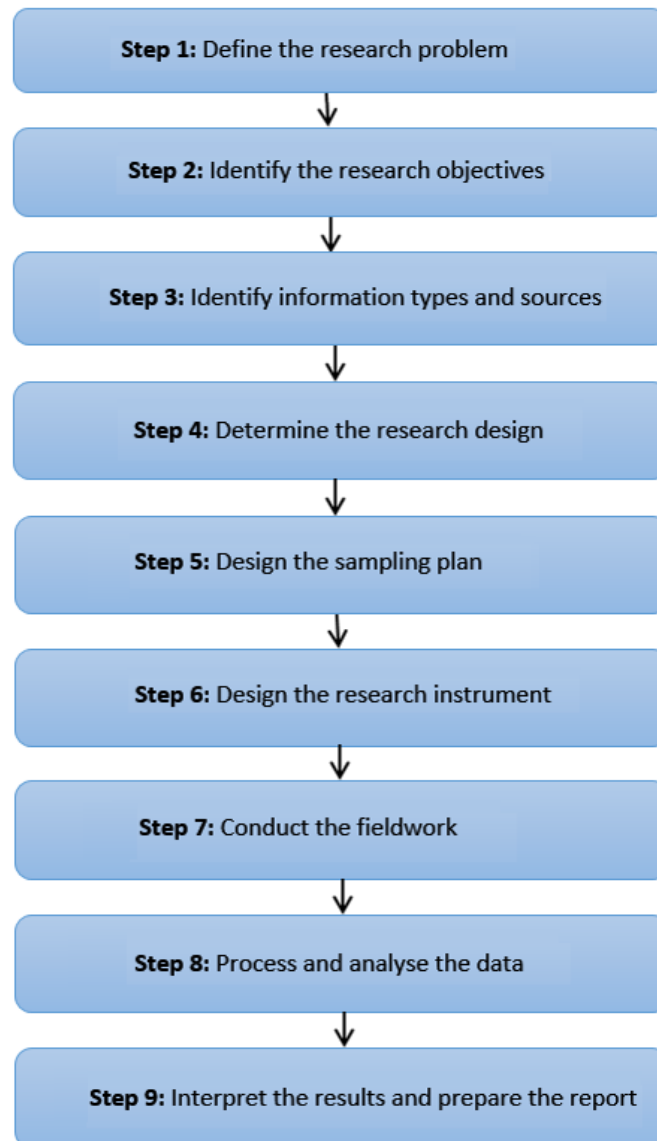 Step 1: Define the research problem
Step 2: Identify the research objectives
Step 3: Identify information types and sources
Step 4: Determine the research design
Step 5: Design the sampling plan
Step 6: Design the research instrument
Step 7: Conduct the fieldwork
Step 8: Process and analyse the data
Step 9: Interpret the results and prepare the report